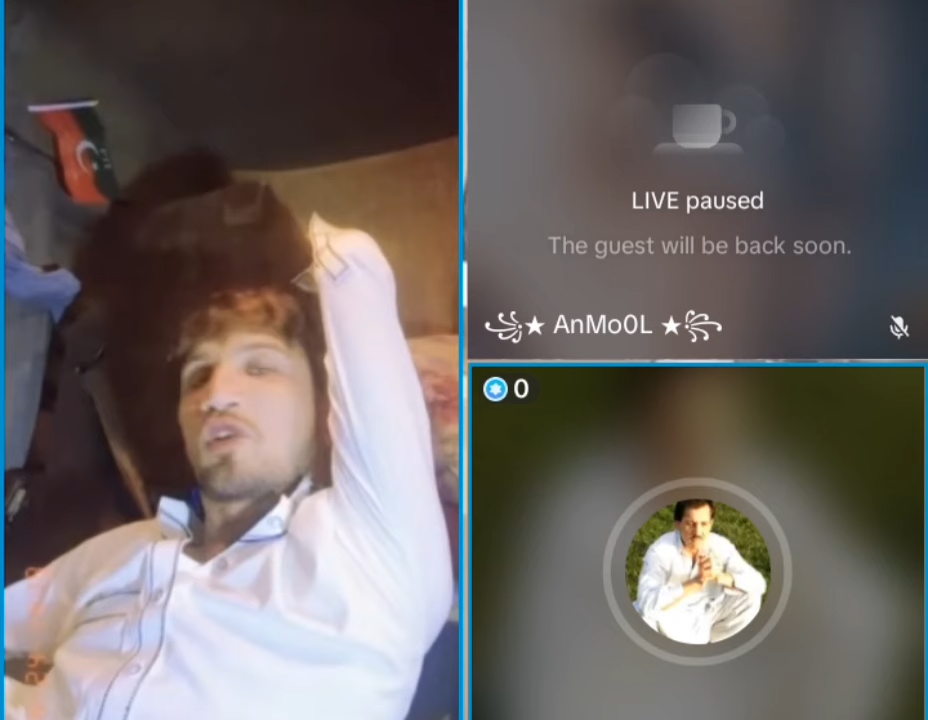 LIVE paused
The guest will be back soon.
꧁★ AnMo0L ★꧂
0